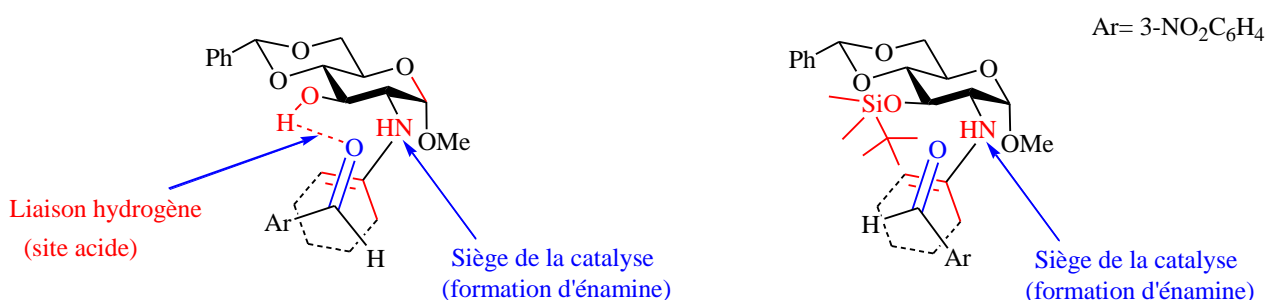 Ar= 3-NO₂C₆H₄
Ph
O
O
O
O
H
HN
OMe
O
Ar
H
Liaison hydrogène
(site acide)
Siège de la catalyse
(formation d'énamine)
Ph
O
O
O
SiO
HN
OMe
O
H
Ar
Siège de la catalyse
(formation d'énamine)